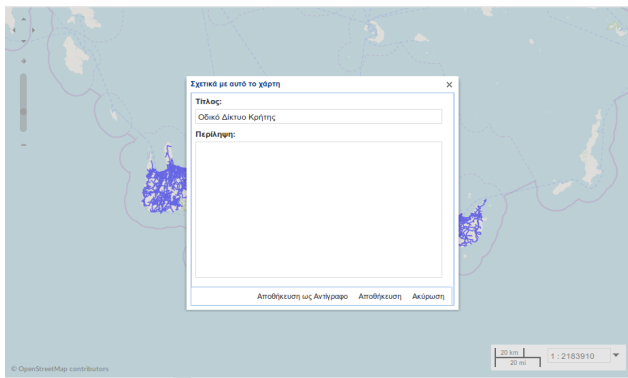 Σχετικά με αυτό το χάρτη
Τίτλος:
Οδικό Δίκτυο Κρήτης
Περίληψη:
Αποθήκευση ως Αντίγραφο Αποθήκευση Ακύρωση
20 km
20 mi
1 : 2183910
© OpenStreetMap contributors